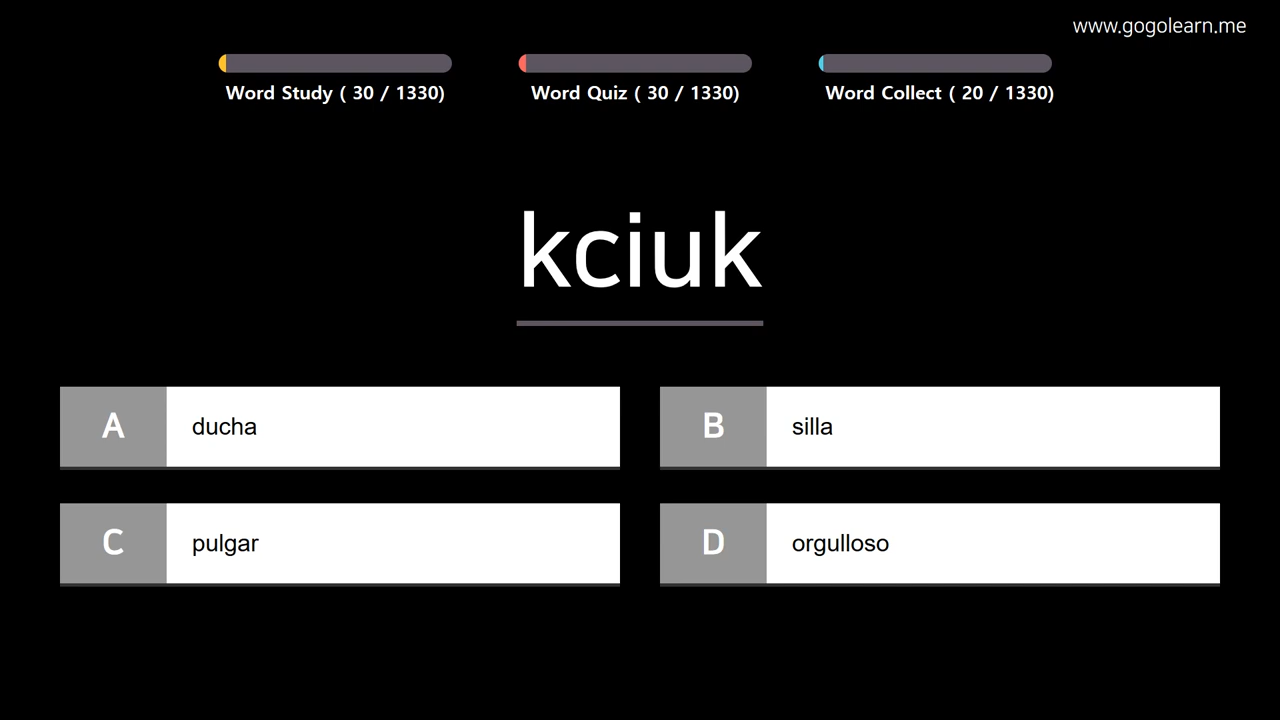 www.gogolearn.me
Word Study ( 30 / 1330)
Word Quiz ( 30 / 1330)
Word Collect ( 20 / 1330)
kciuk
A ducha
B silla
C pulgar
D orgulloso